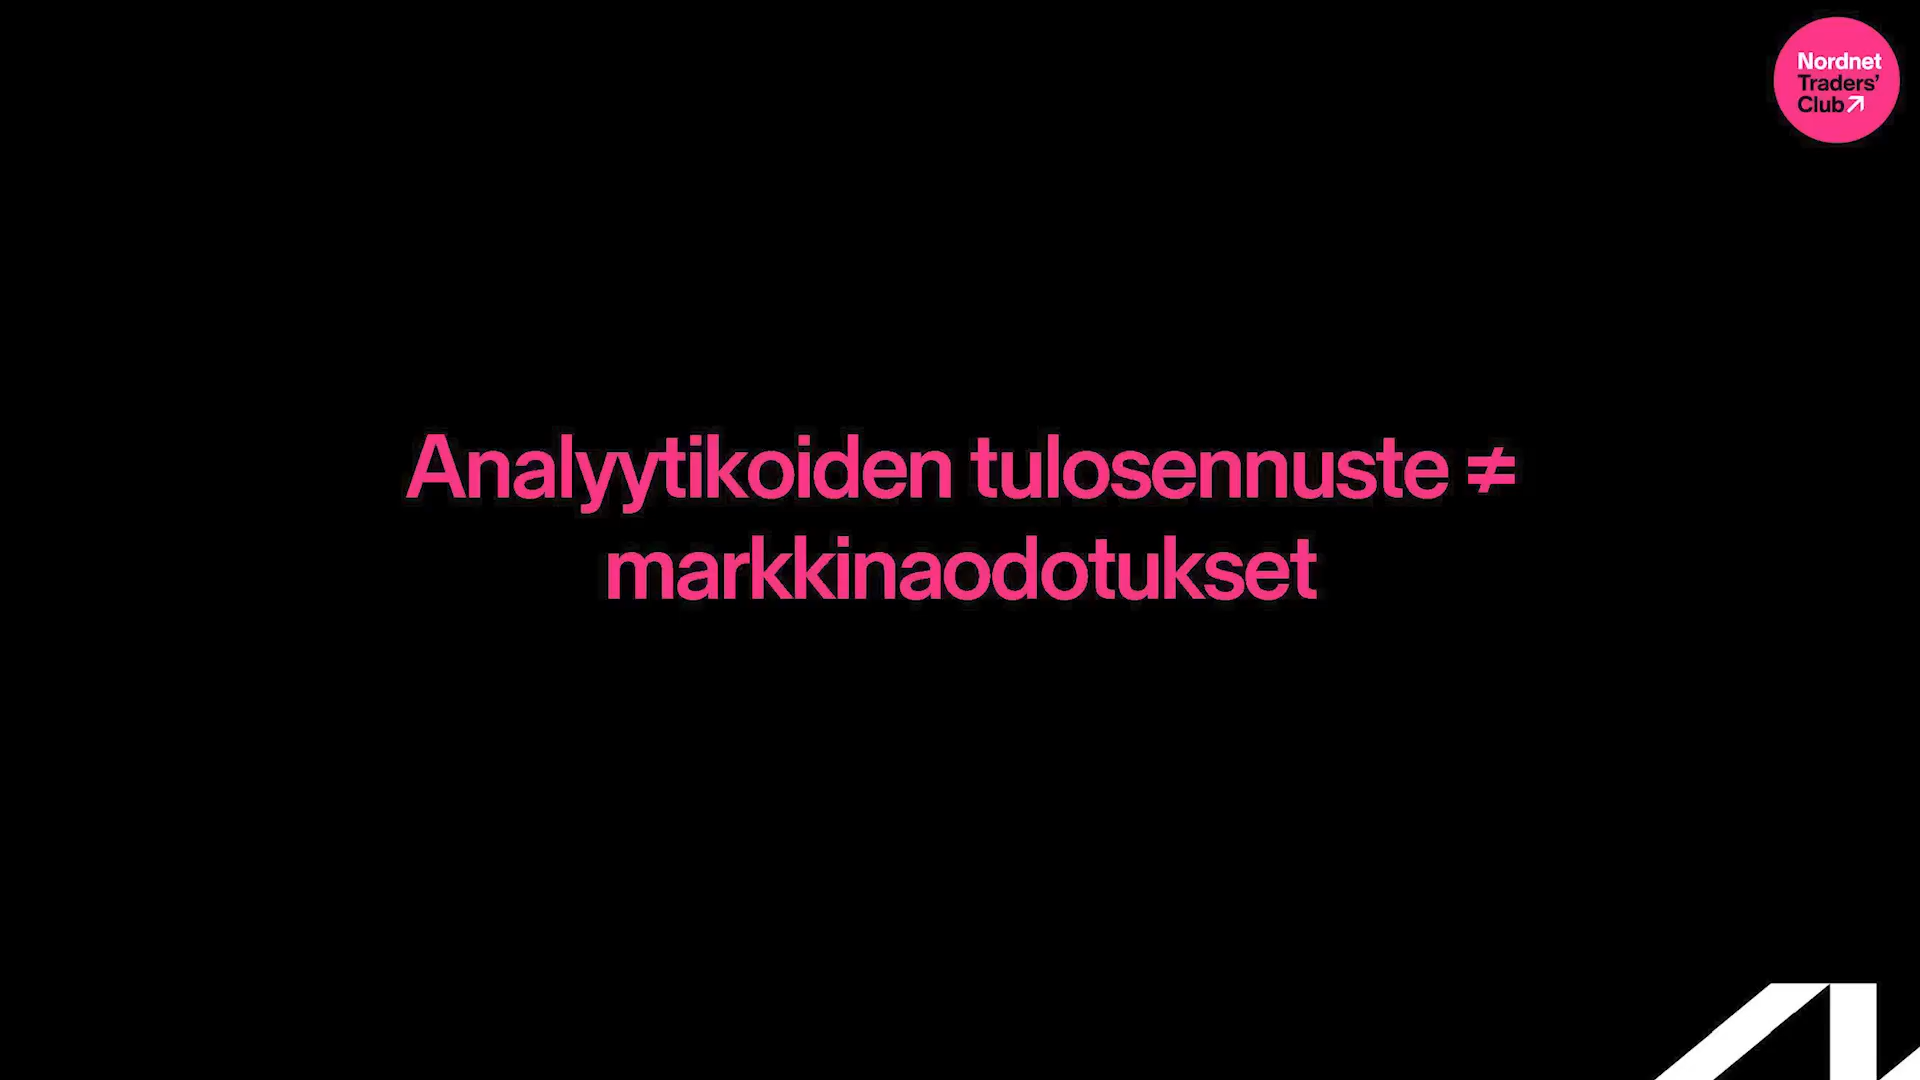 Nordnet
Traders'
Club↗
Analyytikoiden tulosennuste ≠
markkinaodotukset